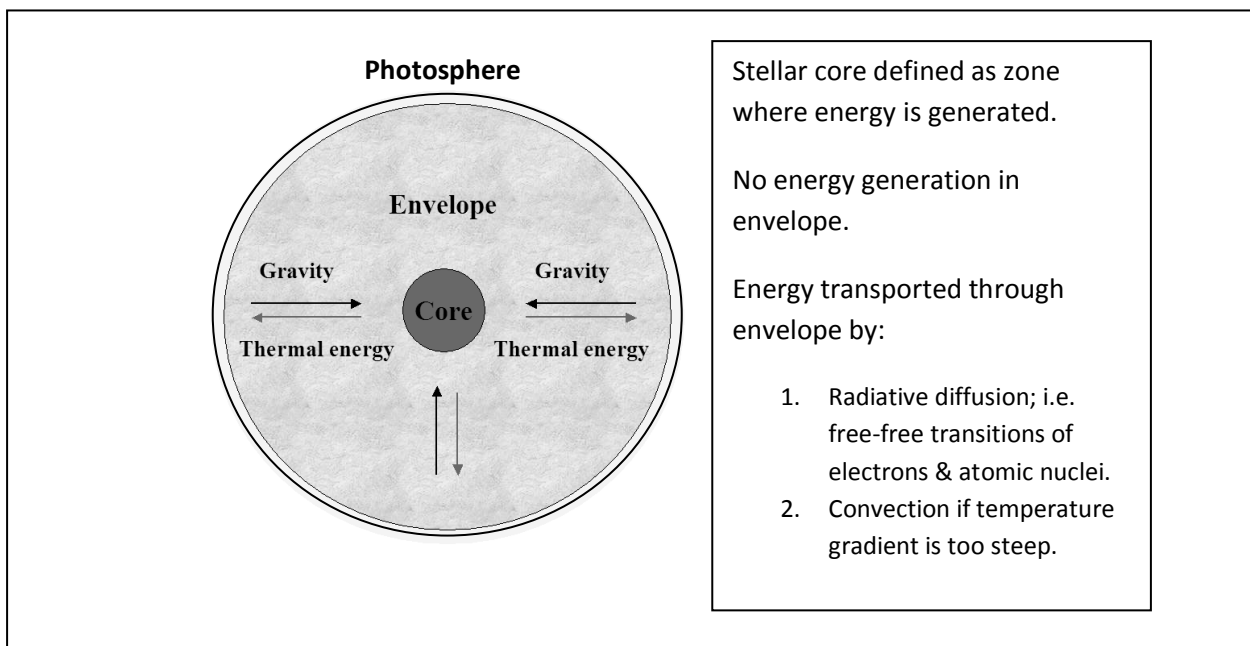 Photosphere
Envelope
Gravity
Gravity
Core
Thermal energy
Thermal energy
Stellar core defined as zone
where energy is generated.
No energy generation in
envelope.
Energy transported through
envelope by:
1. Radiative diffusion; i.e.
free-free transitions of
electrons & atomic nuclei.
2. Convection if temperature
gradient is too steep.